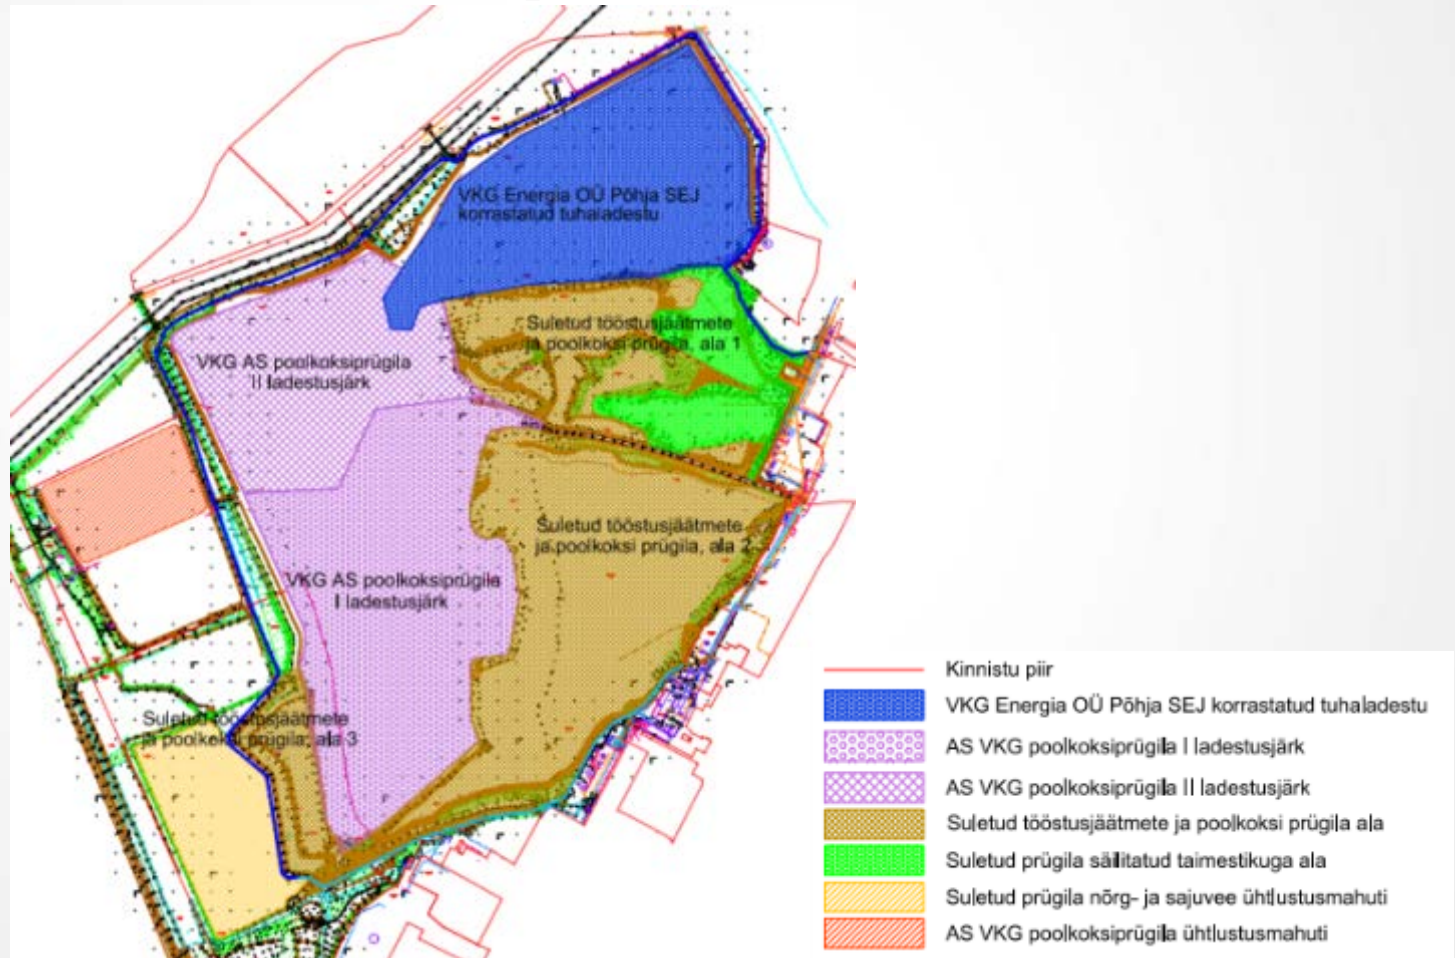 VKG Energia OÜ Põhja SEJ
korrastatud tuhaladestu
Suletud tööstusjäätmete
ja poolkoksi prügila, ala 1
VKG AS poolkoksiprügila
II ladestusjärk
Suletud tööstusjäätmete
ja poolkoksi prügila, ala 2
VKG AS poolkoksiprügila
I ladestusjärk
Suletud tööstusjäätmete
ja poolkoksi prügila, ala 3
Kinnistu piir
VKG Energia OÜ Põhja SEJ korrastatud tuhaladestu
AS VKG poolkoksiprügila I ladestusjärk
AS VKG poolkoksiprügila II ladestusjärk
Suletud tööstusjäätmete ja poolkoksi prügila ala
Suletud prügila säilitatud taimestikuga ala
Suletud prügila nõrg- ja sajuvee ühtlustusmahuti
AS VKG poolkoksiprügila ühtlustusmahuti